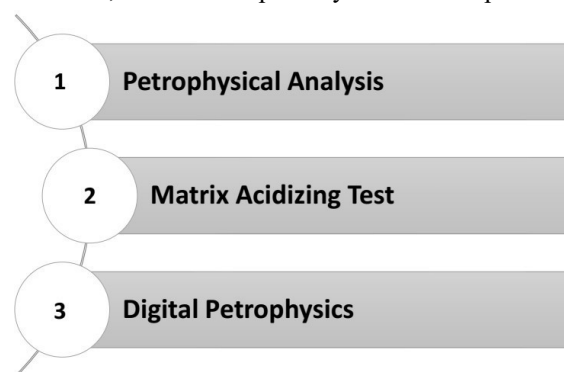 1 Petrophysical Analysis
2 Matrix Acidizing Test
3 Digital Petrophysics